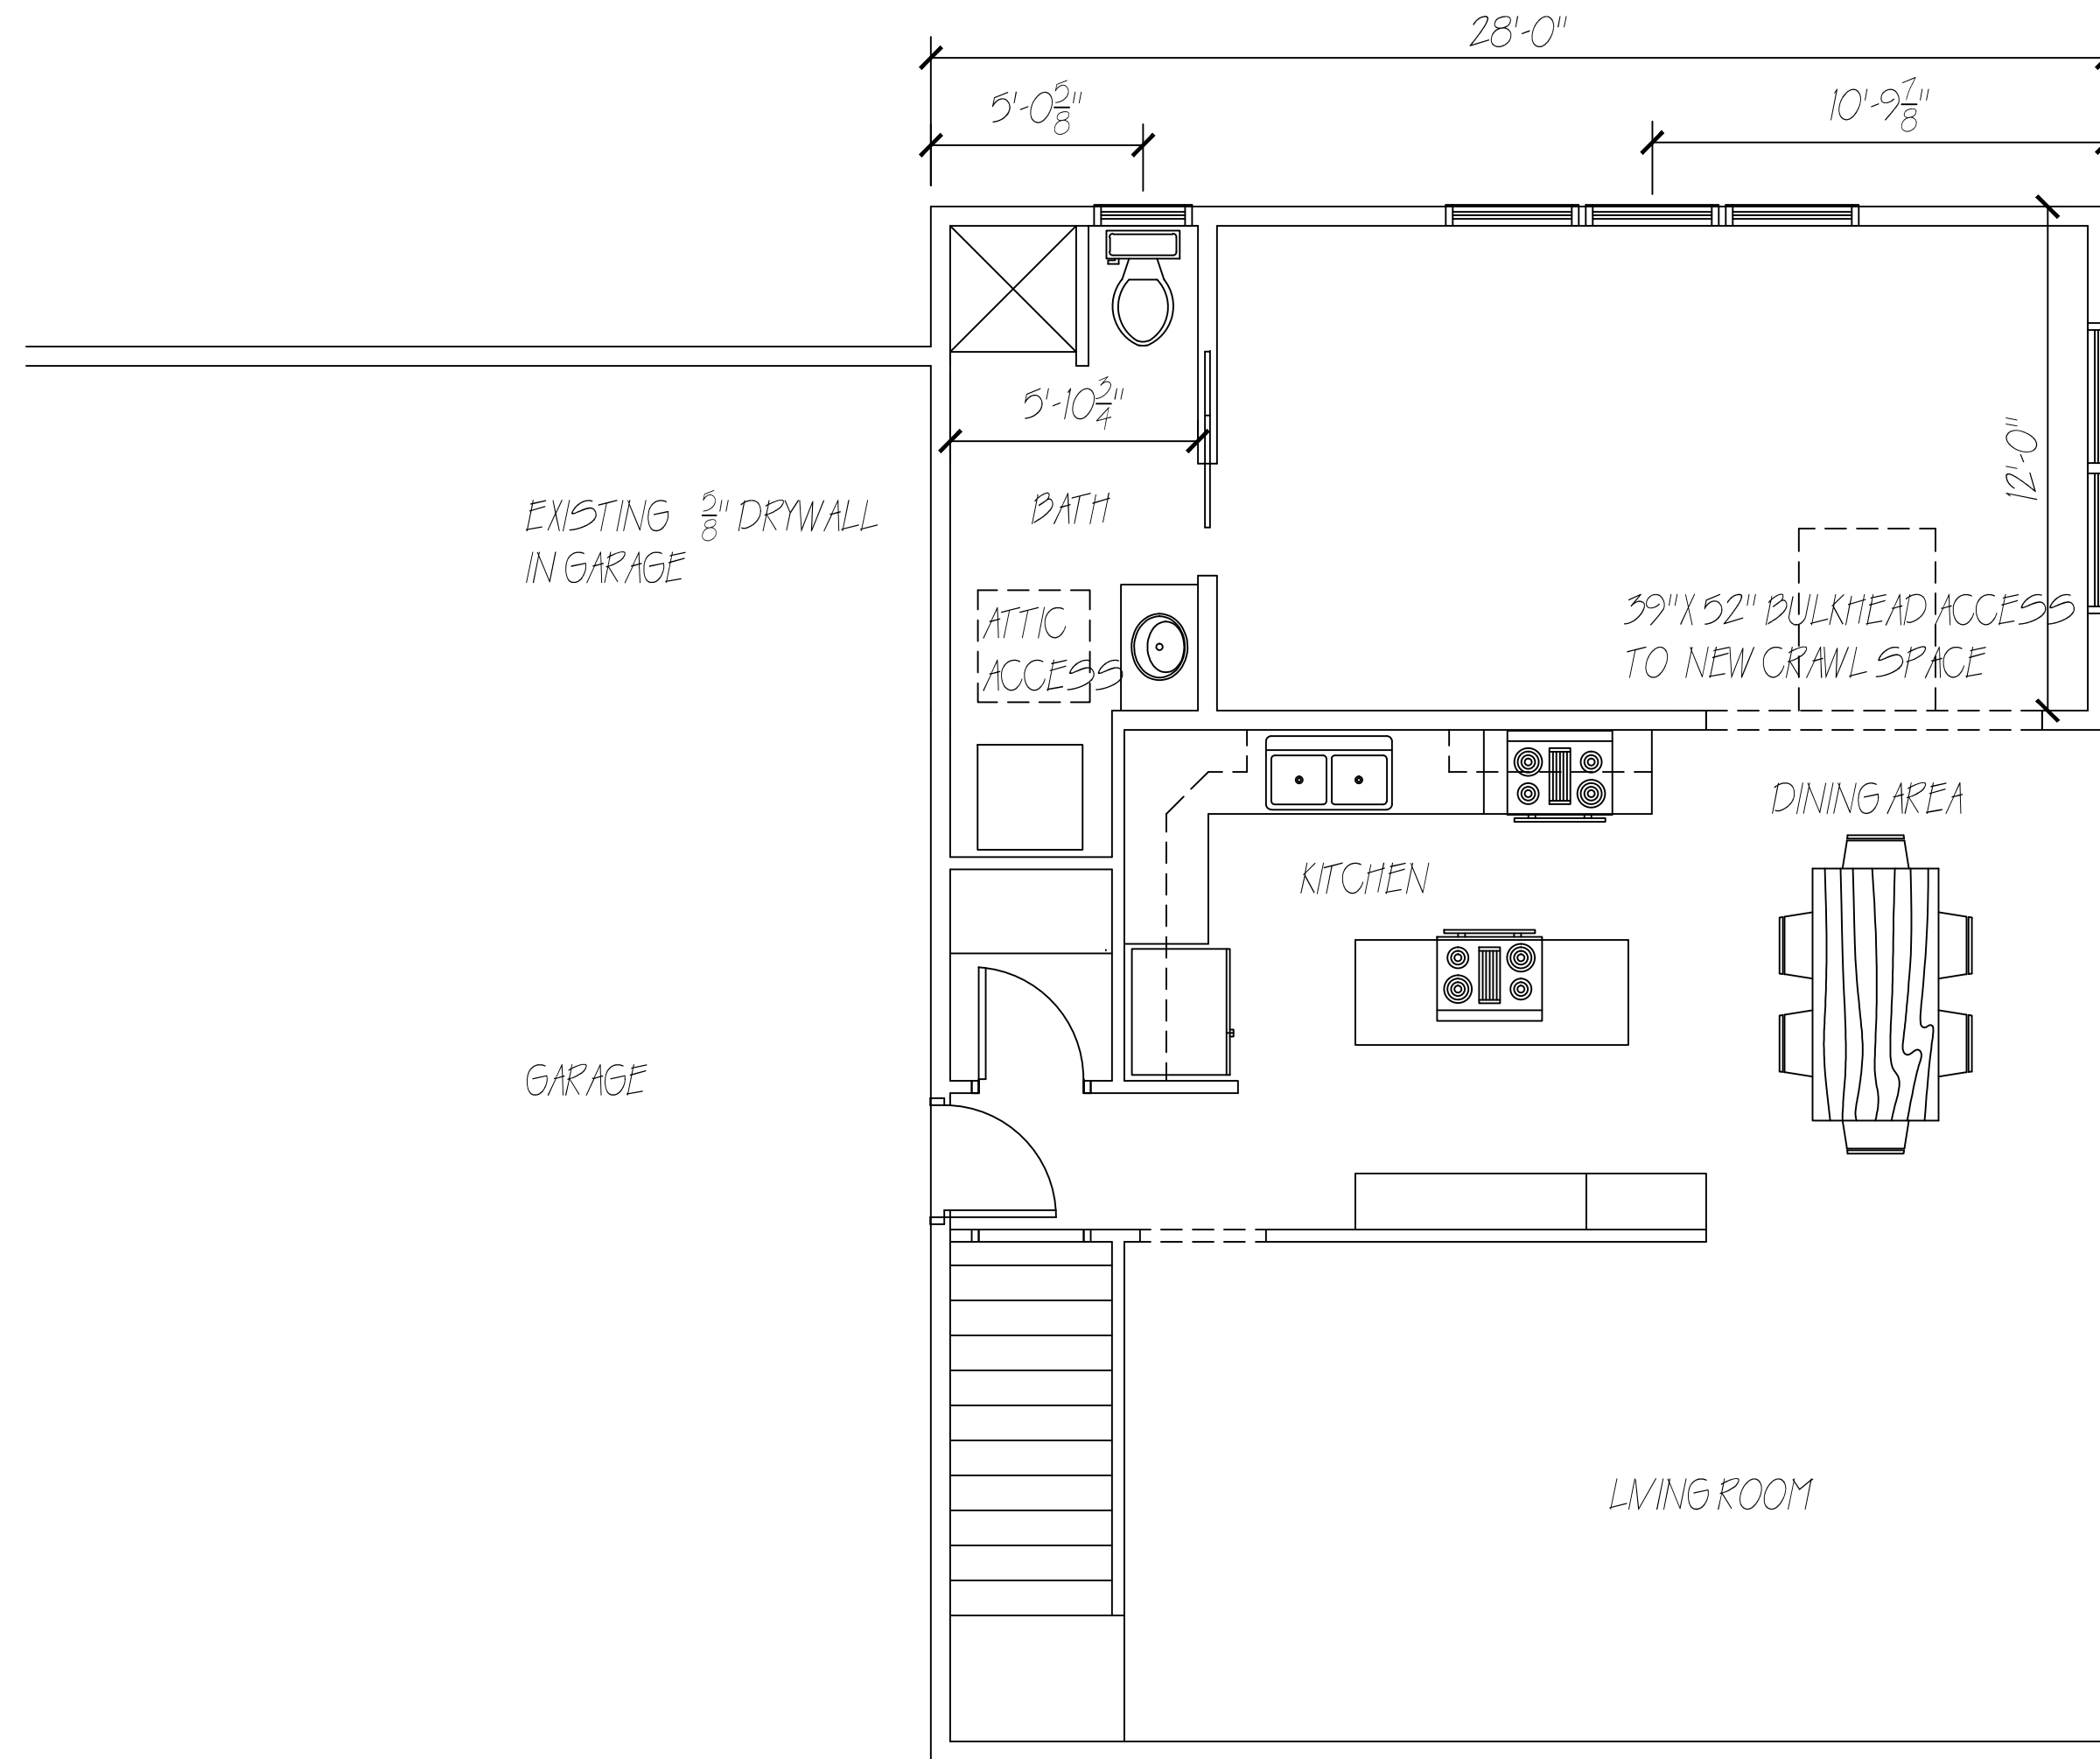 28'-0"
5'-0 5/8"
10'-9 7/8"
5'-10 3/4"
12'-0"
EXISTING 5/8" DRYWALL
IN GARAGE
BATH
ATTIC
ACCESS
39" X 52" BULKHEAD ACCESS
TO NEW CRAWL SPACE
DINING AREA
KITCHEN
GARAGE
LIVING ROOM